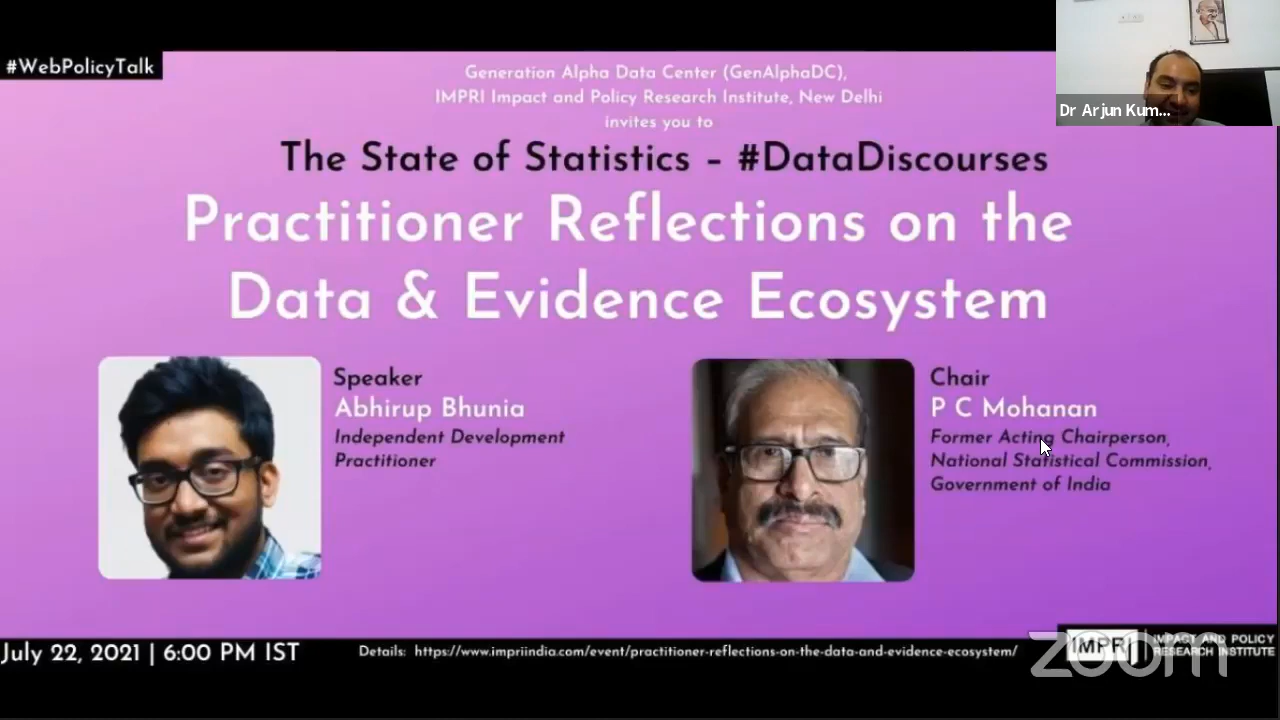 #WebPolicyTalk
Generation Alpha Data Center (GenAlphaDC),
IMPRI Impact and Policy Research Institute, New Delhi
invites you to
The State of Statistics – #DataDiscourses
Practitioner Reflections on the
Data & Evidence Ecosystem
Dr Arjun Kum...
Speaker
Abhirup Bhunia
Independent Development
Practitioner
Chair
P C Mohanan
Former Acting Chairperson,
National Statistical Commission,
Government of India
July 22, 2021 | 6:00 PM IST
Details: https://www.impriindia.com/event/practitioner-reflections-on-the-data-and-evidence-ecosystem/
IMPRI
IMPACT AND POLICY
RESEARCH INSTITUTE
zoom